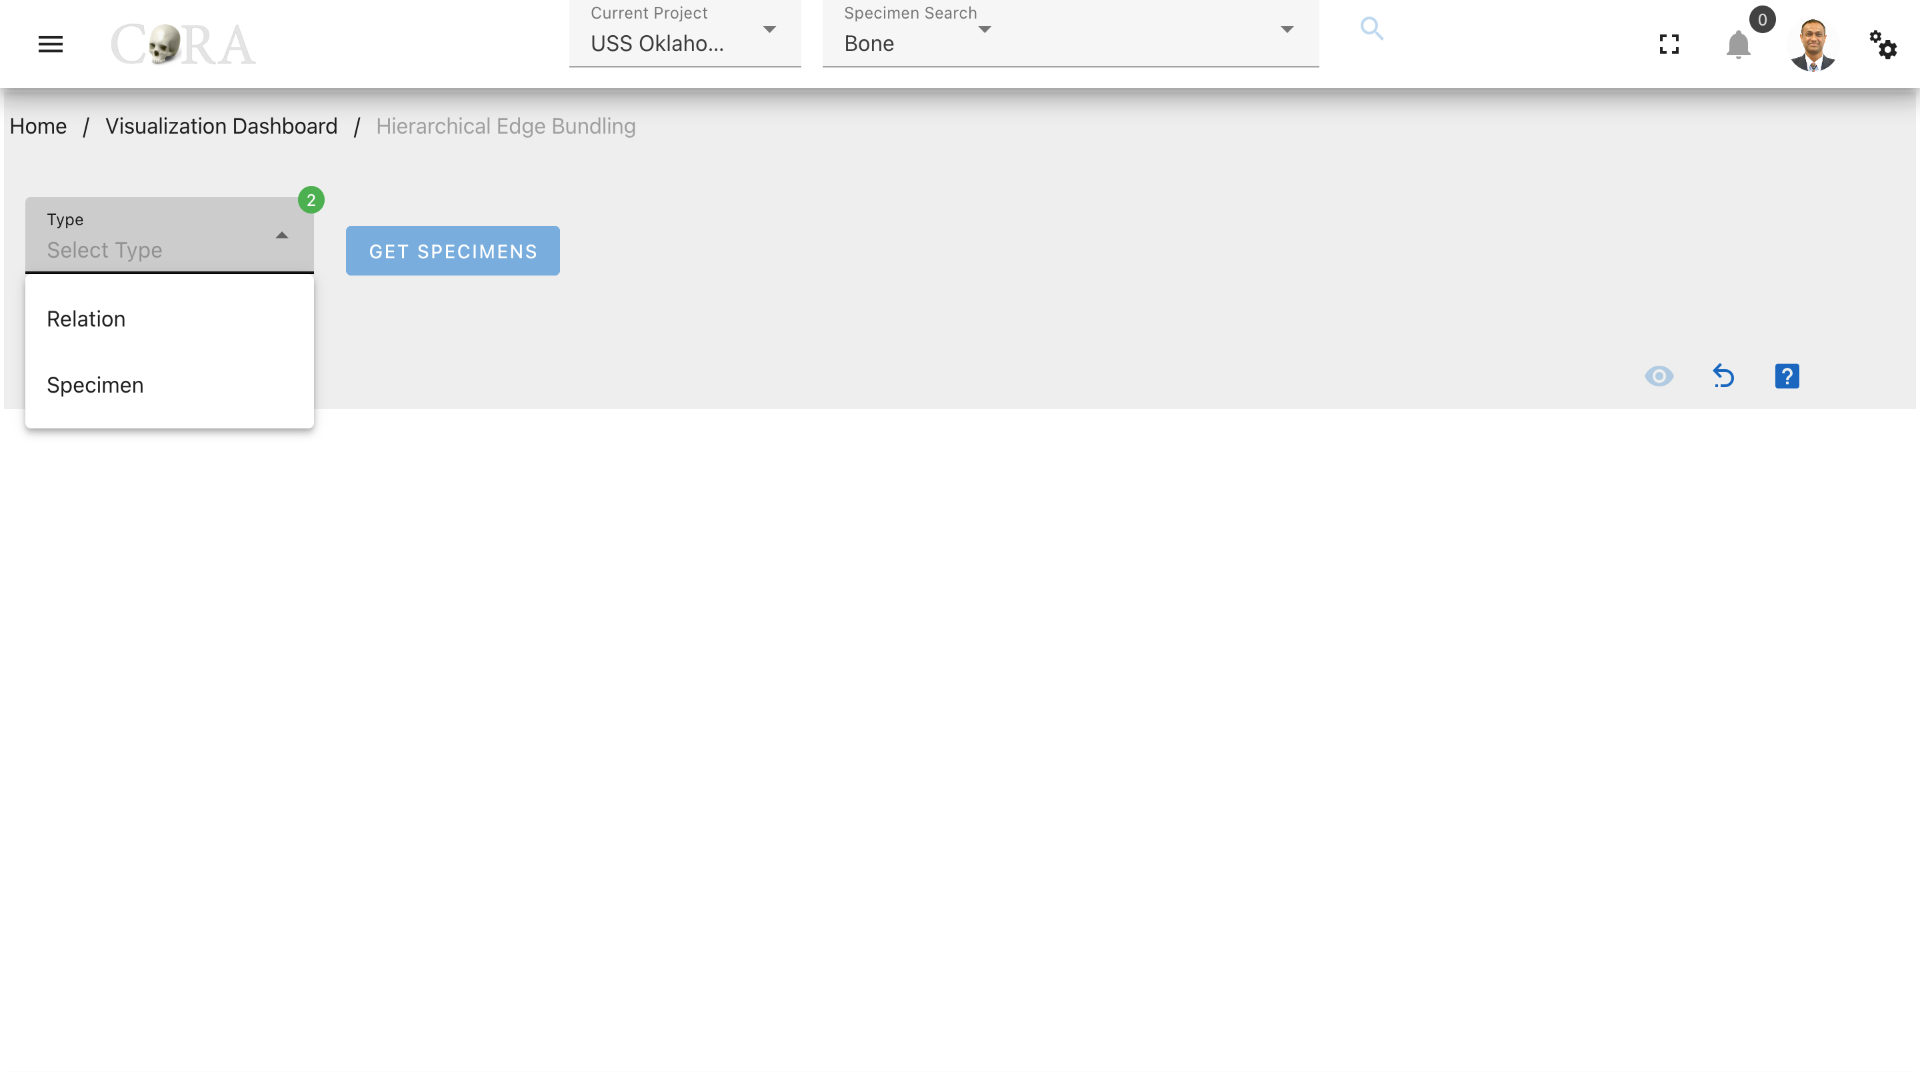 CORA
Current Project
USS Oklaho...
Specimen Search
Bone
0
Home / Visualization Dashboard / Hierarchical Edge Bundling
2
Type
Select Type
GET SPECIMENS
Relation
Specimen
?